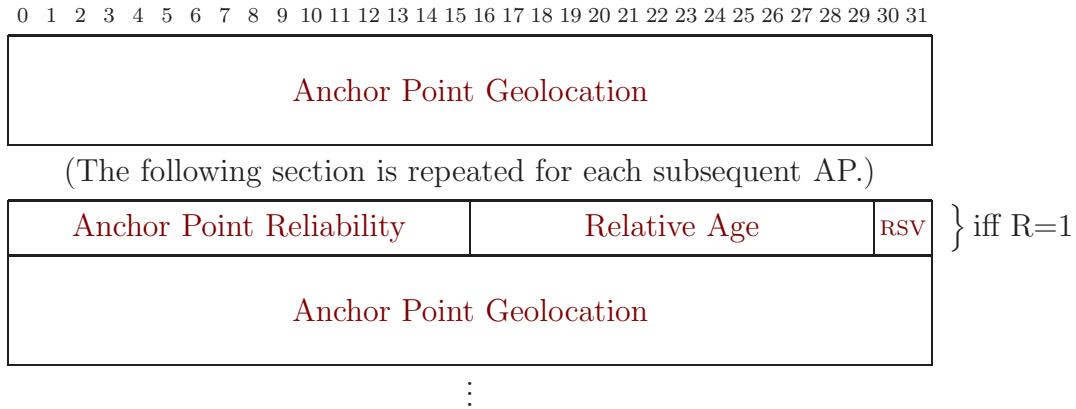 0 1 2 3 4 5 6 7 8 9 10 11 12 13 14 15 16 17 18 19 20 21 22 23 24 25 26 27 28 29 30 31
Anchor Point Geolocation
(The following section is repeated for each subsequent AP.)
Anchor Point Reliability Relative Age RSV } iff R=1
Anchor Point Geolocation
⋮